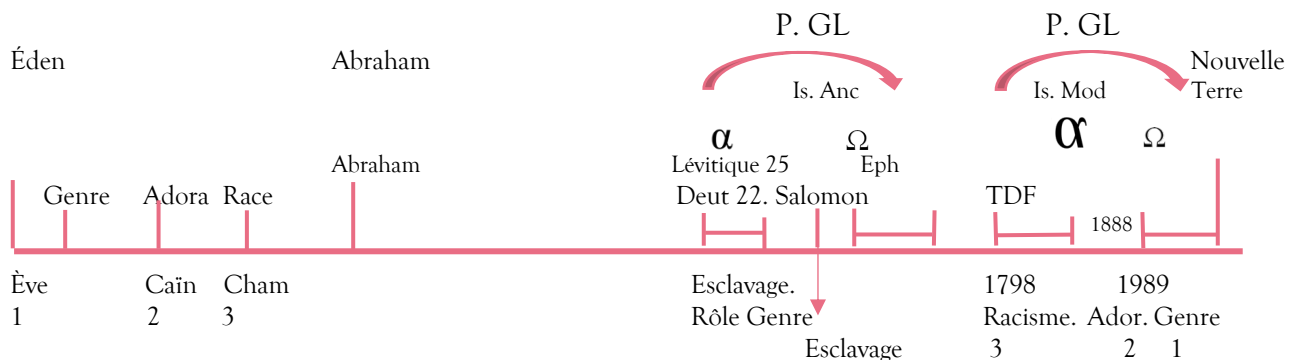 P. GL P. GL
Éden Abraham Nouvelle
Is. Anc Is. Mod Terre
α Ω α Ω
Abraham Lévitique 25 Eph
Genre Adora Race Deut 22. Salomon TDF
1888
Ève Caïn Cham Esclavage. 1798 1989
1 2 3 Rôle Genre Racisme. Ador. Genre
Esclavage 3 2 1